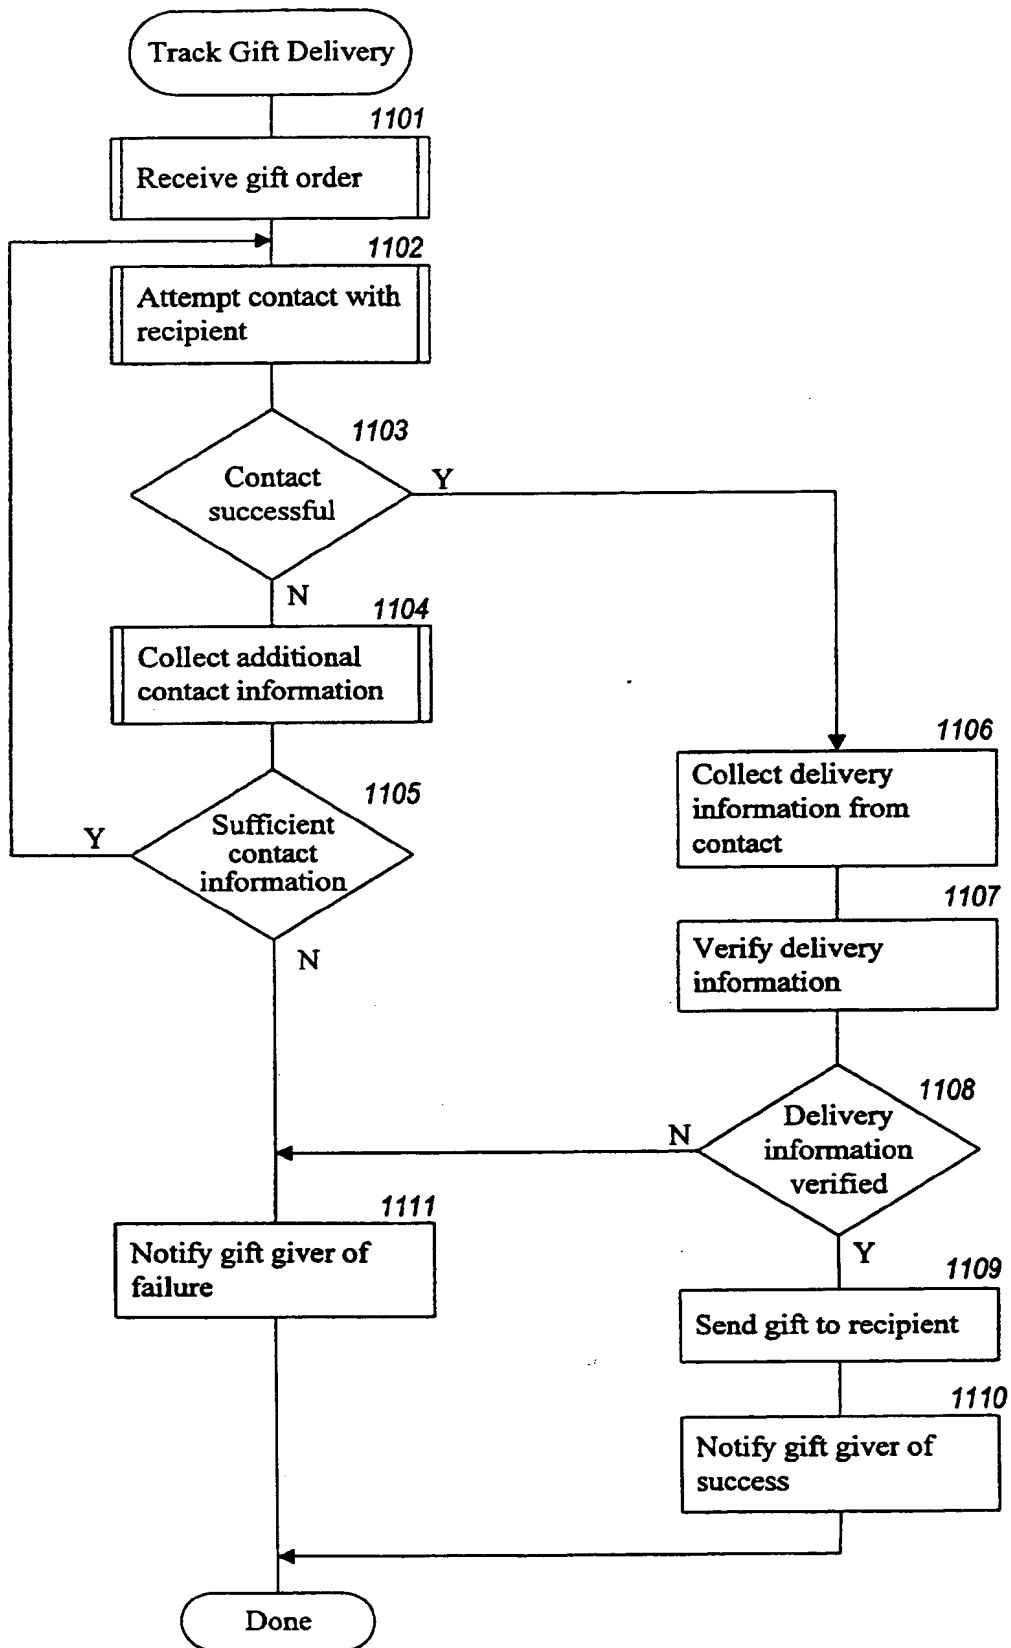 Track Gift Delivery
1101
Receive gift order
1102
Attempt contact with
recipient
1103
Contact
successful
Y
N
1104
Collect additional
contact information
1105
Sufficient
contact
information
Y
N
1106
Collect delivery
information from
contact
1107
Verify delivery
information
1108
Delivery
information
verified
N
Y
1111
Notify gift giver of
failure
1109
Send gift to recipient
1110
Notify gift giver of
success
Done